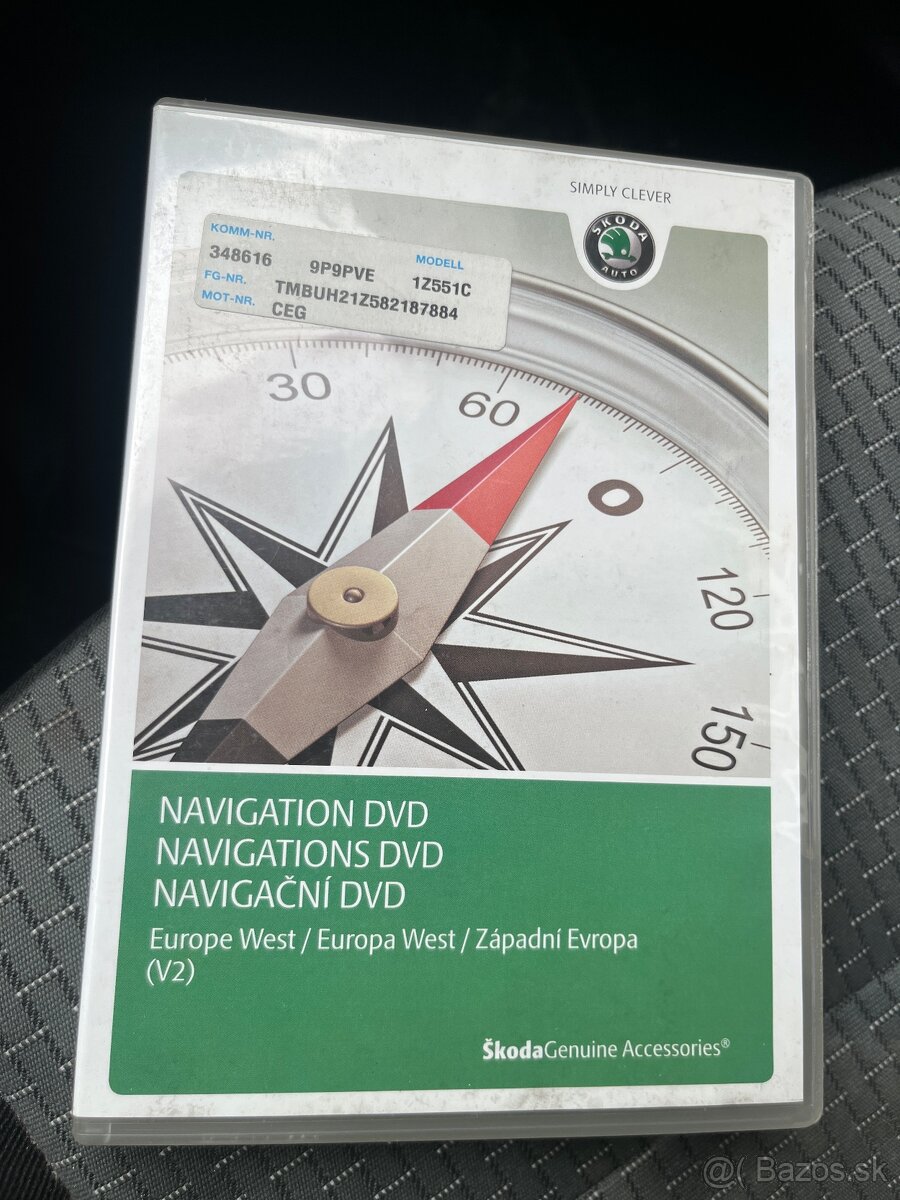 SIMPLY CLEVER
ŠKODA
AUTO
KOMM-NR.
348616 9P9PVE
MODELL
1Z551C
FG-NR.
TMBUH21Z582187884
MOT-NR.
CEG
30
60
O
120
150
NAVIGATION DVD
NAVIGATIONS DVD
NAVIGAČNÍ DVD
Europe West / Europa West / Západní Evropa
(V2)
ŠkodaGenuine Accessories®
@( Bazos.sk